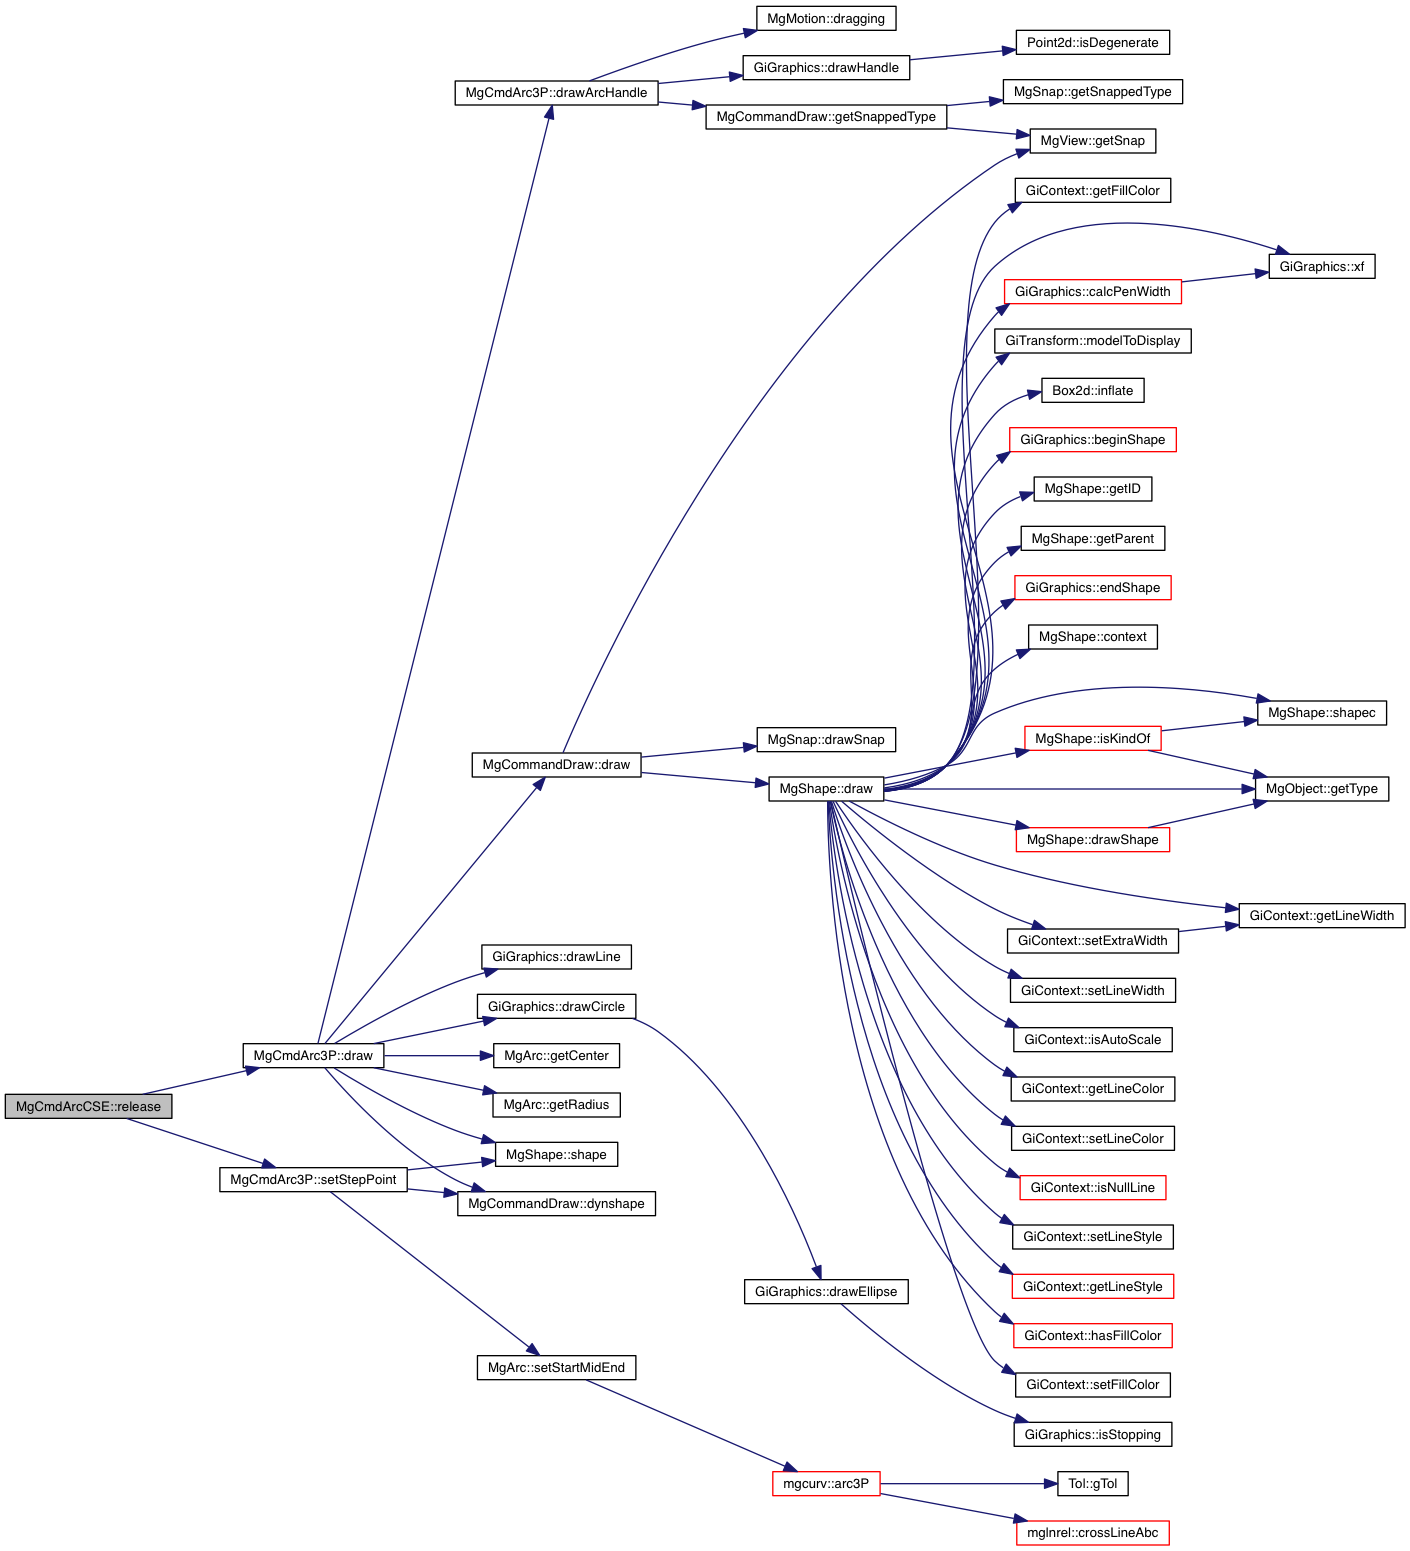 MgMotion::dragging
Point2d::isDegenerate
GiGraphics::drawHandle
MgSnap::getSnappedType
MgCmdArc3P::drawArcHandle
MgCommandDraw::getSnappedType
MgView::getSnap
GiContext::getFillColor
GiGraphics::xf
GiGraphics::calcPenWidth
GiTransform::modelToDisplay
Box2d::inflate
GiGraphics::beginShape
MgShape::getID
MgShape::getParent
GiGraphics::endShape
MgShape::context
MgShape::shapec
MgShape::isKindOf
MgSnap::drawSnap
MgCommandDraw::draw
MgShape::draw
MgObject::getType
MgShape::drawShape
GiContext::getLineWidth
GiContext::setExtraWidth
GiGraphics::drawLine
GiContext::setLineWidth
GiGraphics::drawCircle
GiContext::isAutoScale
MgCmdArc3P::draw
MgArc::getCenter
GiContext::getLineColor
MgArc::getRadius
MgCmdArcCSE::release
GiContext::setLineColor
MgShape::shape
MgCmdArc3P::setStepPoint
GiContext::isNullLine
MgCommandDraw::dynshape
GiContext::setLineStyle
GiContext::getLineStyle
GiGraphics::drawEllipse
GiContext::hasFillColor
MgArc::setStartMidEnd
GiContext::setFillColor
GiGraphics::isStopping
mgcurv::arc3P
Tol::gTol
mglnrel::crossLineAbc